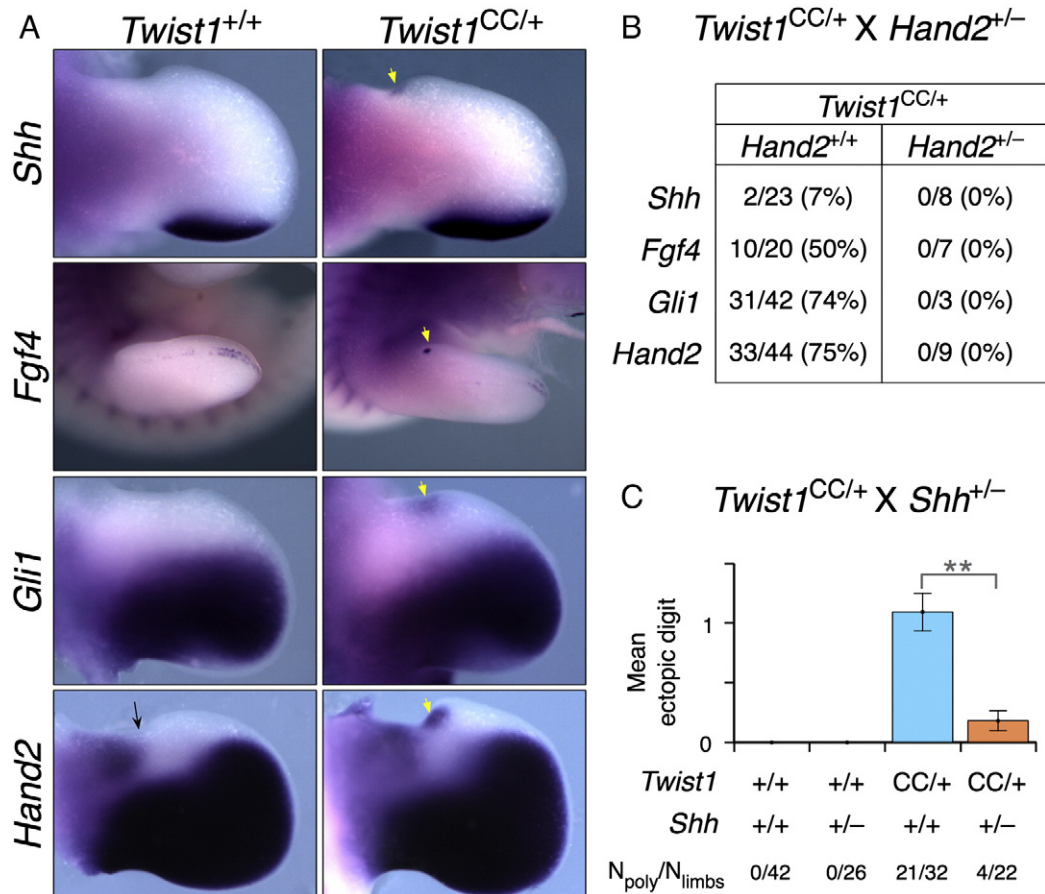 A Twist1+/+ Twist1CC/+
Shh
Fgf4
Gli1
Hand2
B Twist1CC/+ X Hand2+/–
Twist1CC/+
Hand2+/+ Hand2+/–
Shh 2/23 (7%) 0/8 (0%)
Fgf4 10/20 (50%) 0/7 (0%)
Gli1 31/42 (74%) 0/3 (0%)
Hand2 33/44 (75%) 0/9 (0%)
C Twist1CC/+ X Shh+/–
**
Mean
ectopic digit
1
0
Twist1 +/+ +/+ CC/+ CC/+
Shh +/+ +/– +/+ +/–
Npoly/Nlimbs 0/42 0/26 21/32 4/22